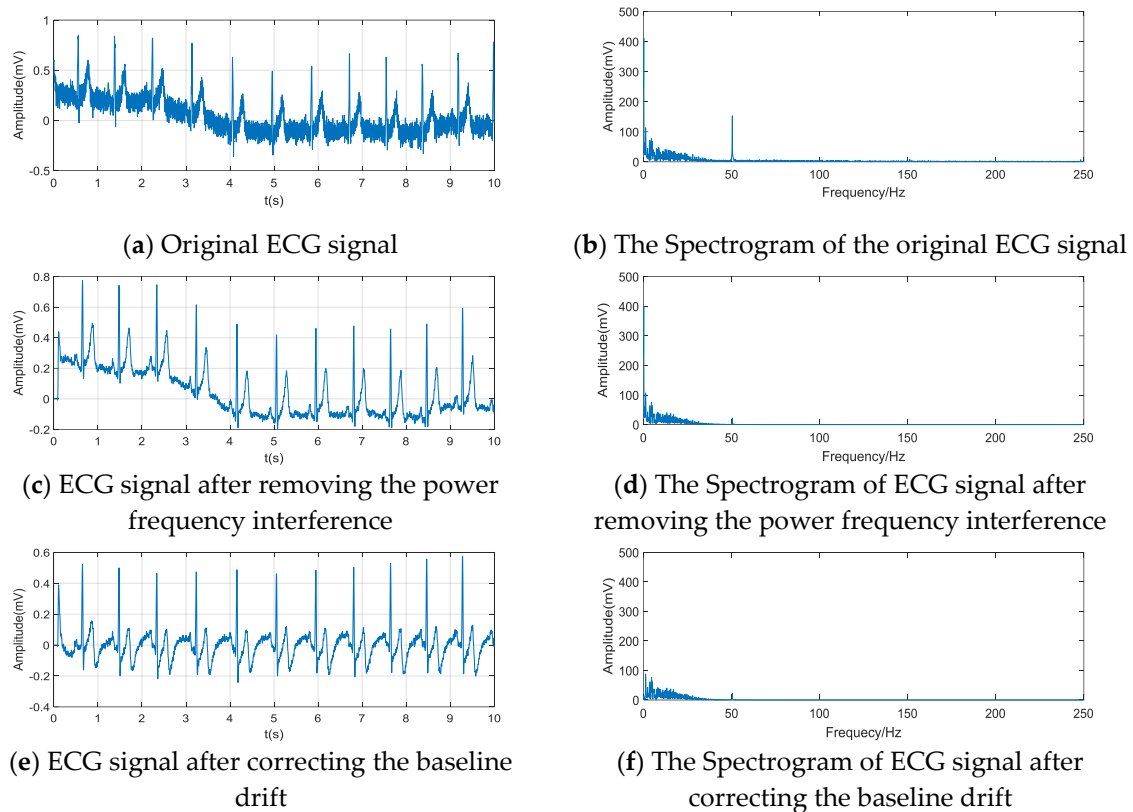 1
0.5
0
-0.5
Amplitude(mV)
0 1 2 3 4 5 6 7 8 9 10
t(s)
(a) Original ECG signal
500
400
300
200
100
0
Amplitude(mV)
0 50 100 150 200 250
Frequency/Hz
(b) The Spectrogram of the original ECG signal
0.8
0.6
0.4
0.2
0
-0.2
Amplitude(mV)
0 1 2 3 4 5 6 7 8 9 10
t(s)
(c) ECG signal after removing the power
frequency interference
500
400
300
200
100
0
Amplitude(mV)
0 50 100 150 200 250
Frequency/Hz
(d) The Spectrogram of ECG signal after
removing the power frequency interference
0.6
0.4
0.2
0
-0.2
0.4
Amplitude(mV)
0 1 2 3 4 5 6 7 8 9 10
t(s)
(e) ECG signal after correcting the baseline
drift
500
400
300
200
100
0
Amplitude(mV)
0 50 100 150 200 250
Frequecy/Hz
(f) The Spectrogram of ECG signal after
correcting the baseline drift